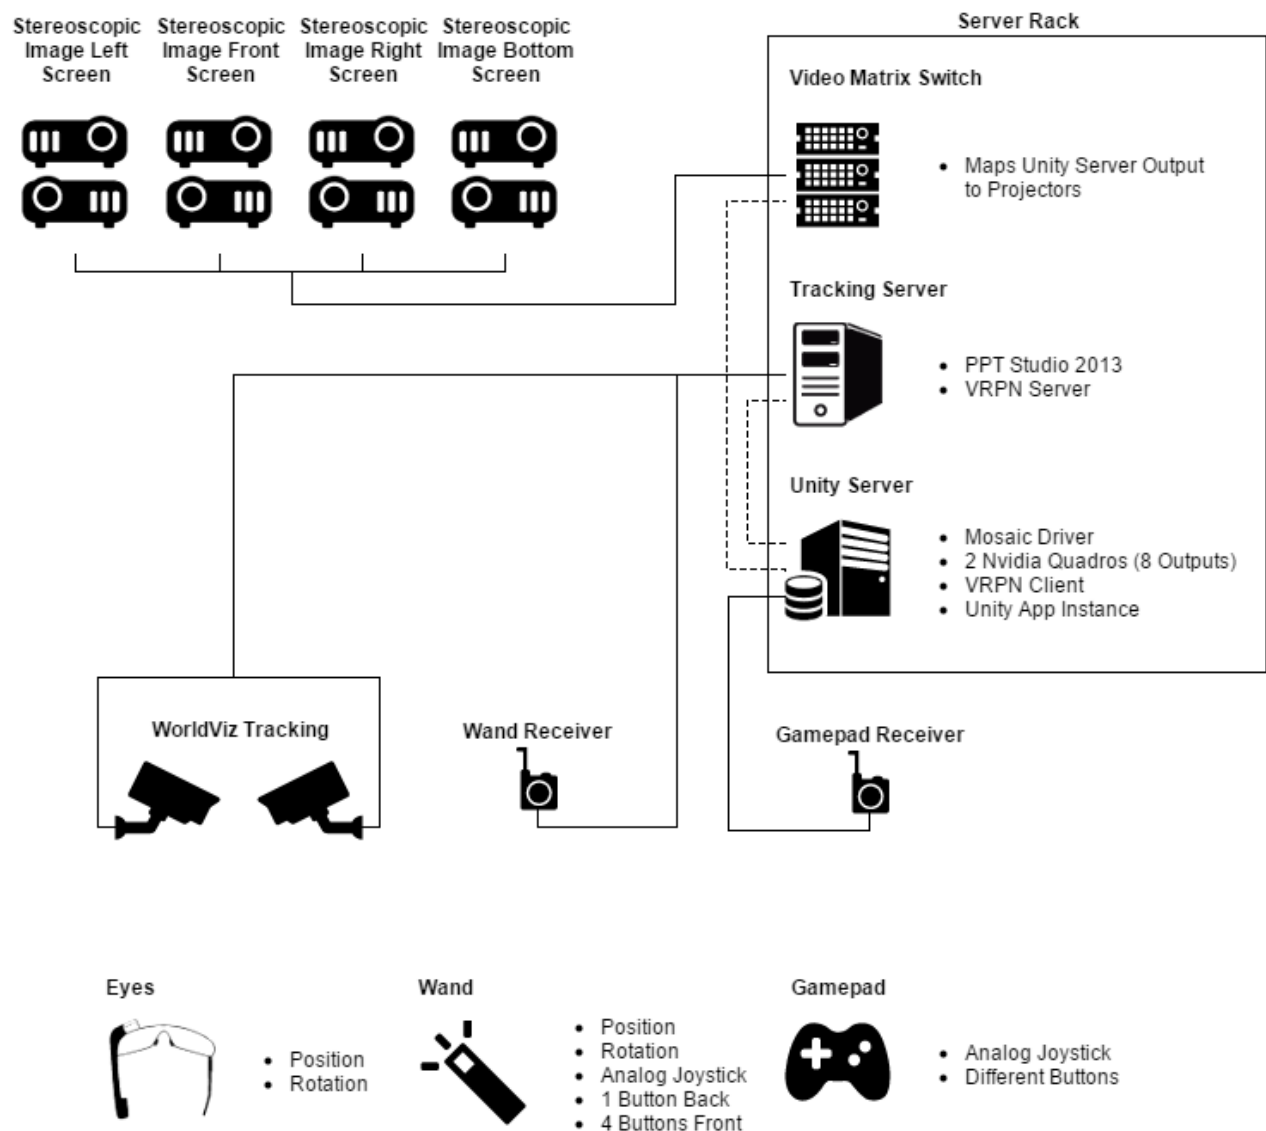 Stereoscopic
Image Left
Screen
Stereoscopic
Image Front
Screen
Stereoscopic
Image Right
Screen
Stereoscopic
Image Bottom
Screen
Server Rack
Video Matrix Switch
• Maps Unity Server Output
to Projectors
Tracking Server
• PPT Studio 2013
• VRPN Server
Unity Server
• Mosaic Driver
• 2 Nvidia Quadros (8 Outputs)
• VRPN Client
• Unity App Instance
WorldViz Tracking
Wand Receiver
Gamepad Receiver
Eyes
• Position
• Rotation
Wand
• Position
• Rotation
• Analog Joystick
• 1 Button Back
• 4 Buttons Front
Gamepad
• Analog Joystick
• Different Buttons